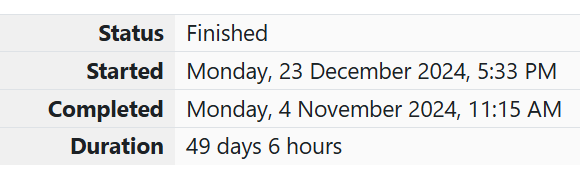 Status Finished
Started Monday, 23 December 2024, 5:33 PM
Completed Monday, 4 November 2024, 11:15 AM
Duration 49 days 6 hours